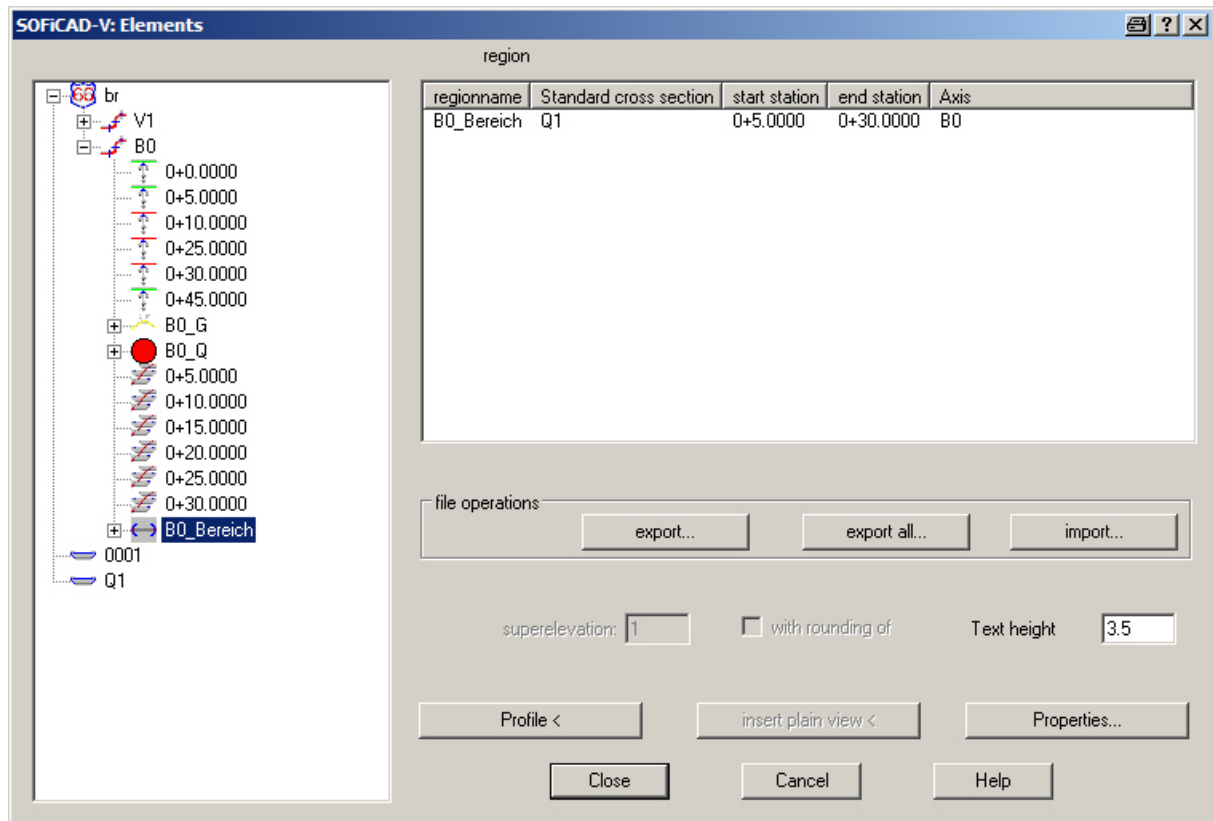 SOFiCAD-V: Elements
region
br
V1
B0
0+0.0000
0+5.0000
0+10.0000
0+25.0000
0+30.0000
0+45.0000
B0_G
B0_Q
0+5.0000
0+10.0000
0+15.0000
0+20.0000
0+25.0000
0+30.0000
B0_Bereich
0001
Q1
regionname Standard cross section start station end station Axis
B0_Bereich Q1 0+5.0000 0+30.0000 B0
file operations
export... export all... import...
superelevation: 1 with rounding of Text height 3.5
Profile < insert plain view < Properties...
Close Cancel Help